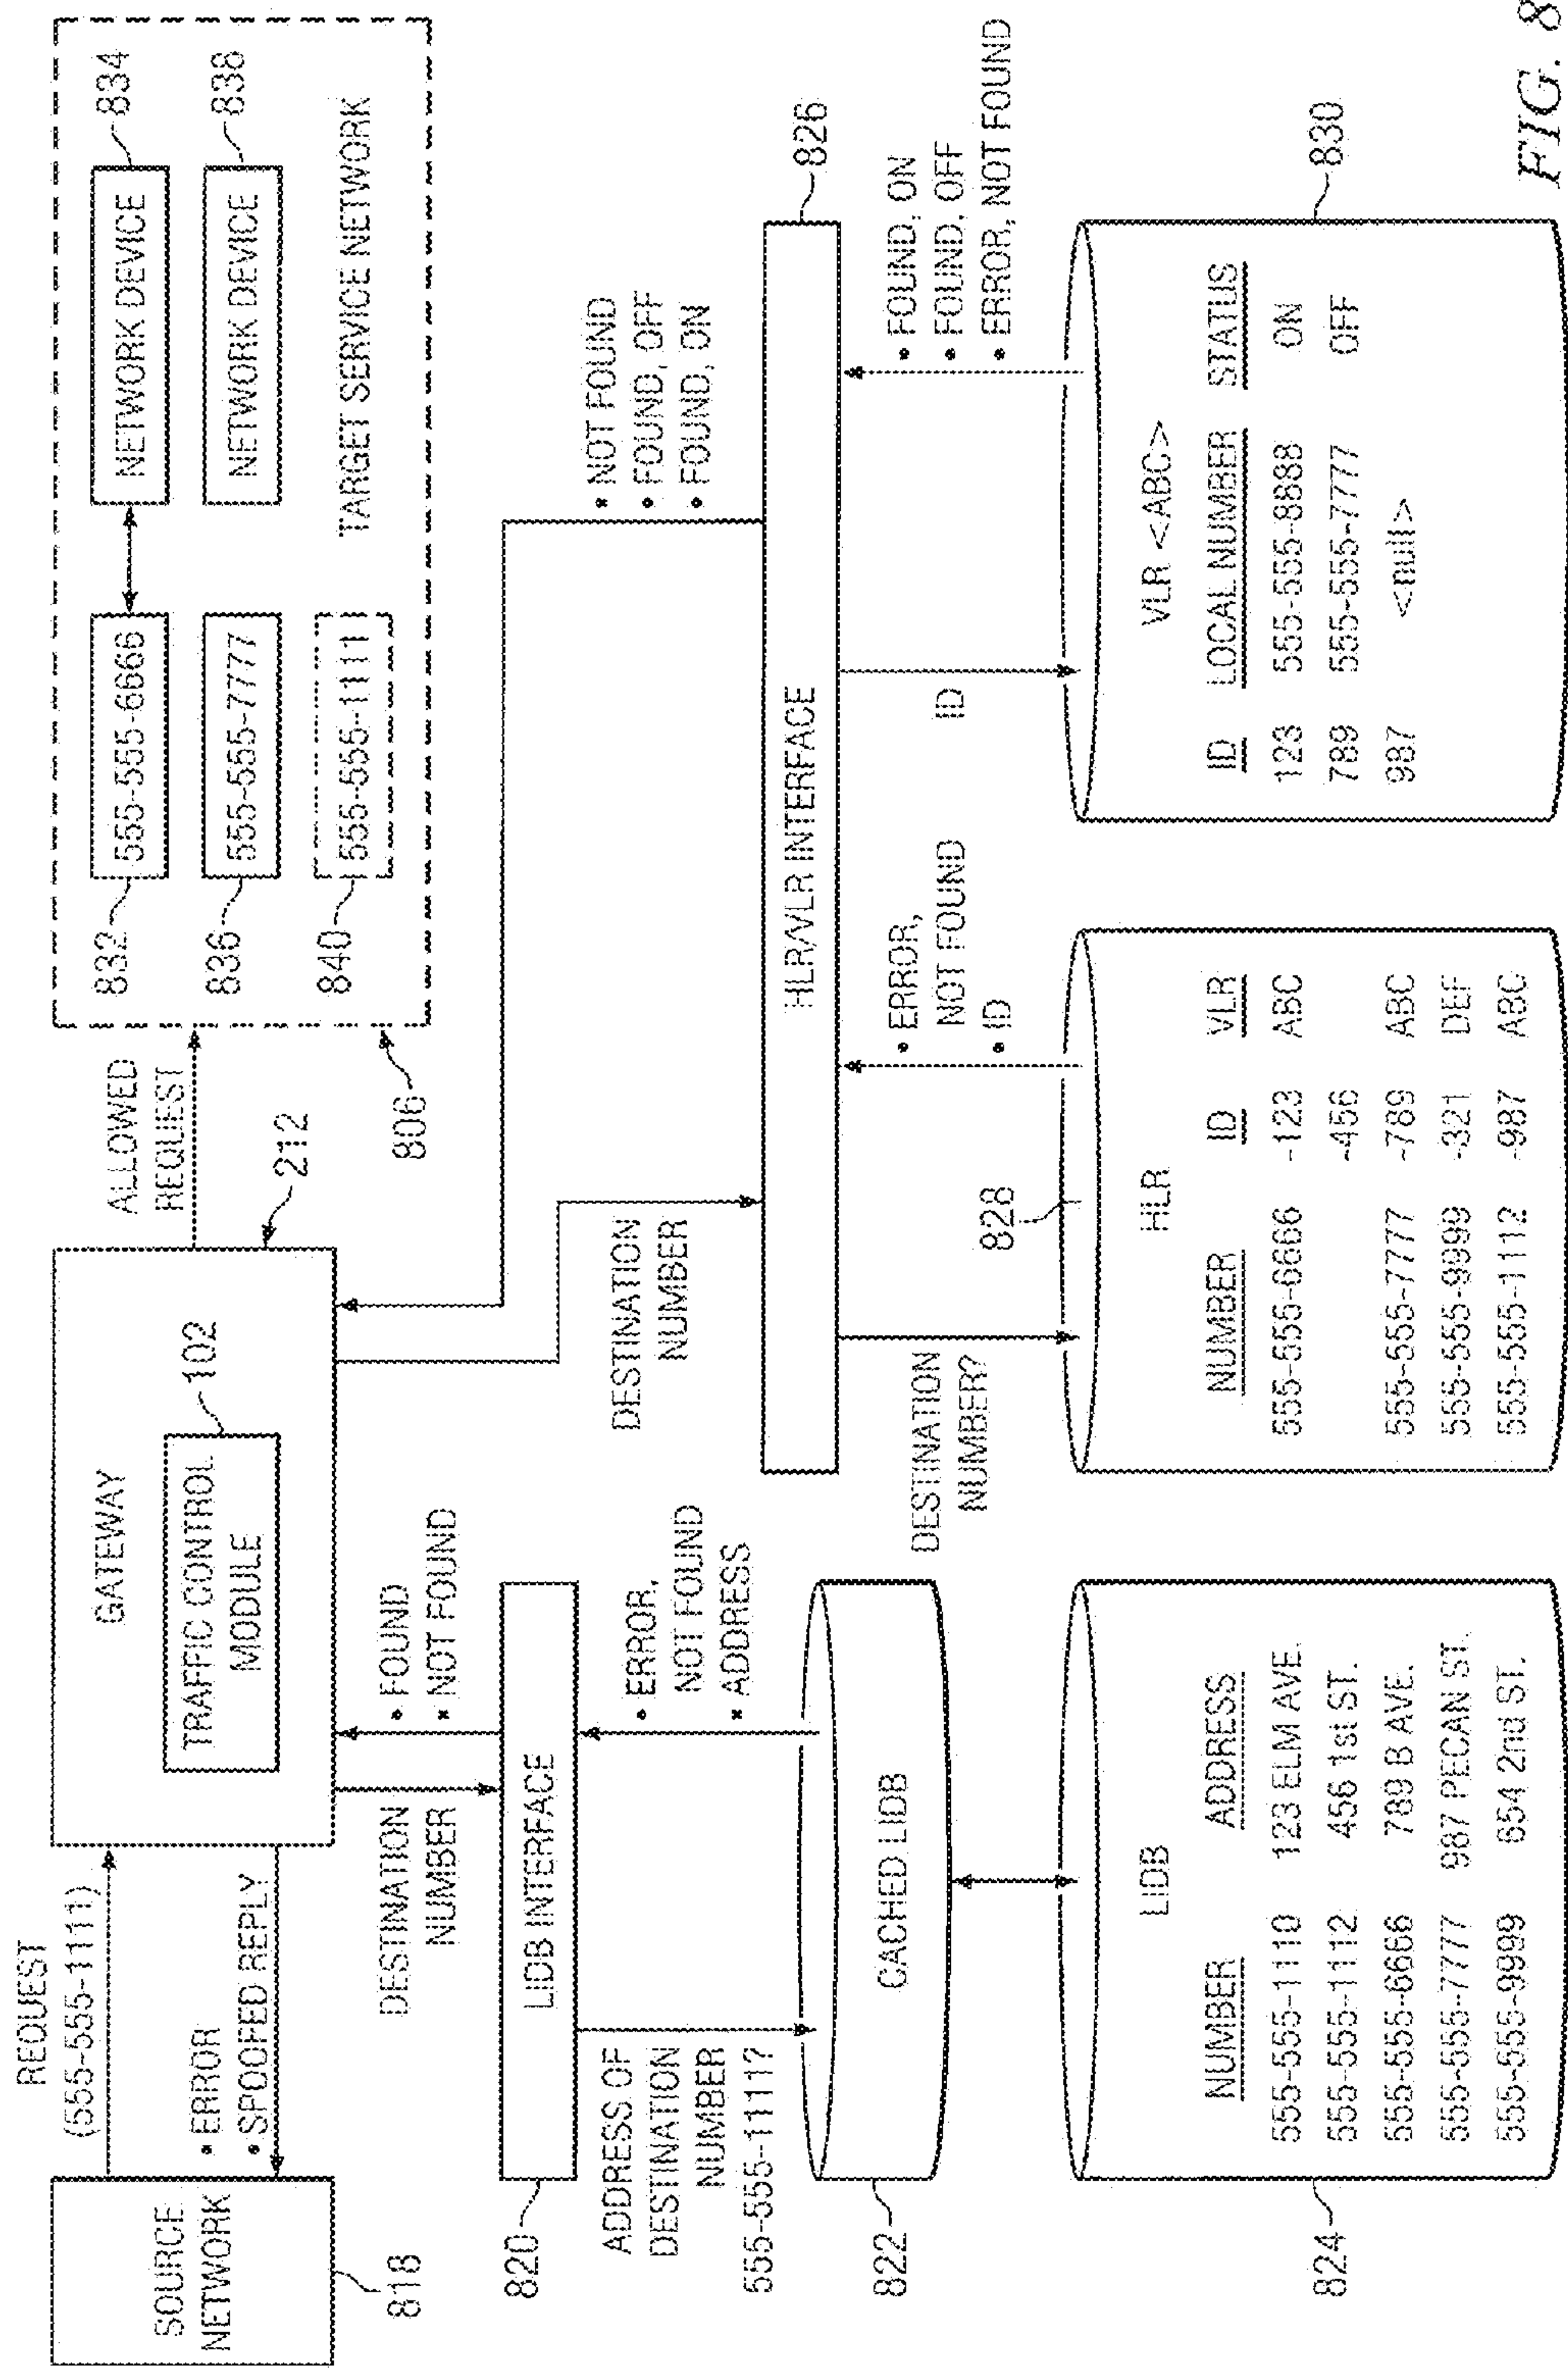 REQUEST
(555-555-1111)
SOURCE
NETWORK
818
• ERROR
• SPOOFED REPLY
GATEWAY
TRAFFIC CONTROL
MODULE
102
212
ALLOWED
REQUEST
806
832
555-555-6666
NETWORK DEVICE
834
836
555-555-7777
NETWORK DEVICE
838
840
555-555-1111
TARGET SERVICE NETWORK
DESTINATION
NUMBER
• FOUND
• NOT FOUND
820
LIDB INTERFACE
ADDRESS OF
DESTINATION
NUMBER
555-555-1111?
• ERROR,
NOT FOUND
• ADDRESS
822
CACHED LIDB
824
LIDB
NUMBER ADDRESS
555-555-1110 123 ELM AVE.
555-555-1112 456 1st ST.
555-555-6666 789 B AVE.
555-555-7777 987 PECAN ST.
555-555-9999 654 2nd ST.
DESTINATION
NUMBER
• NOT FOUND
• FOUND, OFF
• FOUND, ON
HLR/VLR INTERFACE
826
DESTINATION
NUMBER?
• ERROR,
NOT FOUND
• ID
828
HLR
NUMBER ID VLR
555-555-6666 -123 ABC
-456
555-555-7777 -789 ABC
555-555-9999 -321 DEF
555-555-1112 -987 ABC
ID
• FOUND, ON
• FOUND, OFF
• ERROR, NOT FOUND
830
VLR <ABC>
ID LOCAL NUMBER STATUS
123 555-555-8888 ON
789 555-555-7777 OFF
987 <null>
FIG. 8